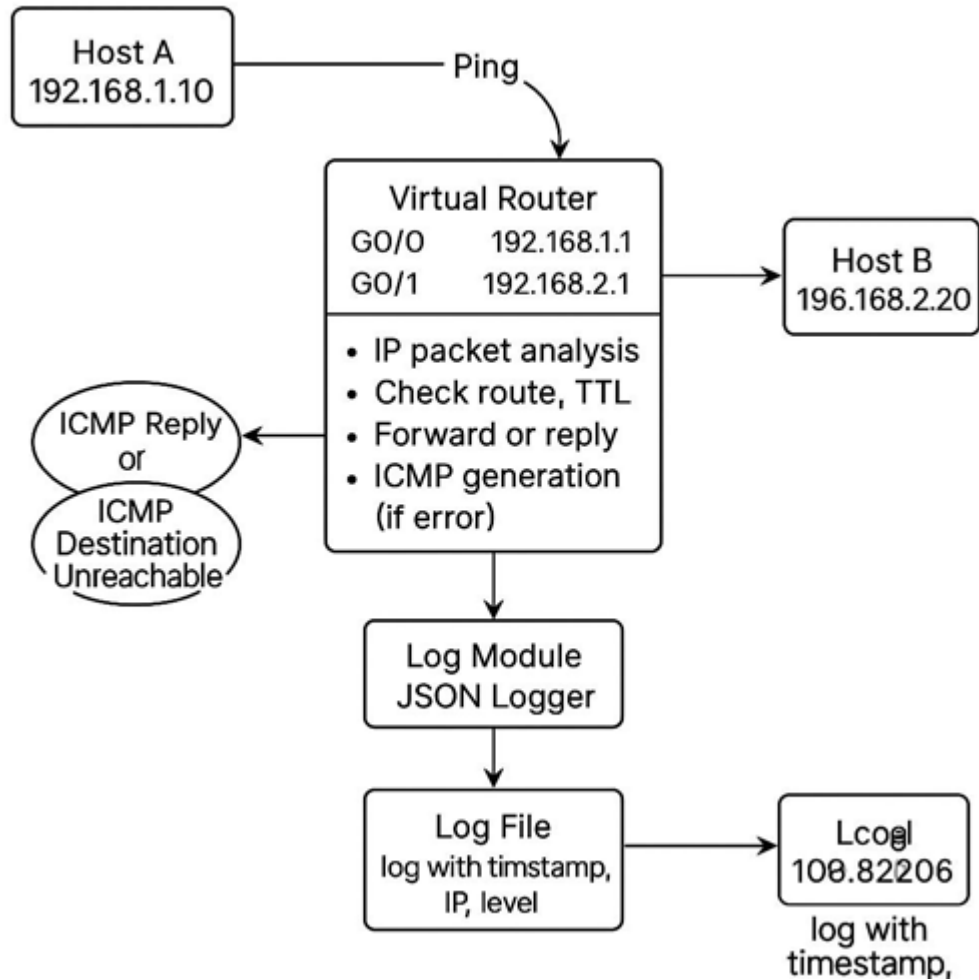 Host A
192.168.1.10
Ping
Virtual Router
G0/0 192.168.1.1
G0/1 192.168.2.1
Host B
196.168.2.20
• IP packet analysis
• Check route, TTL
• Forward or reply
• ICMP generation
(if error)
ICMP Reply
or
ICMP
Destination
Unreachable
Log Module
JSON Logger
Log File
log with timstamp,
IP, level
log with
timestamp,